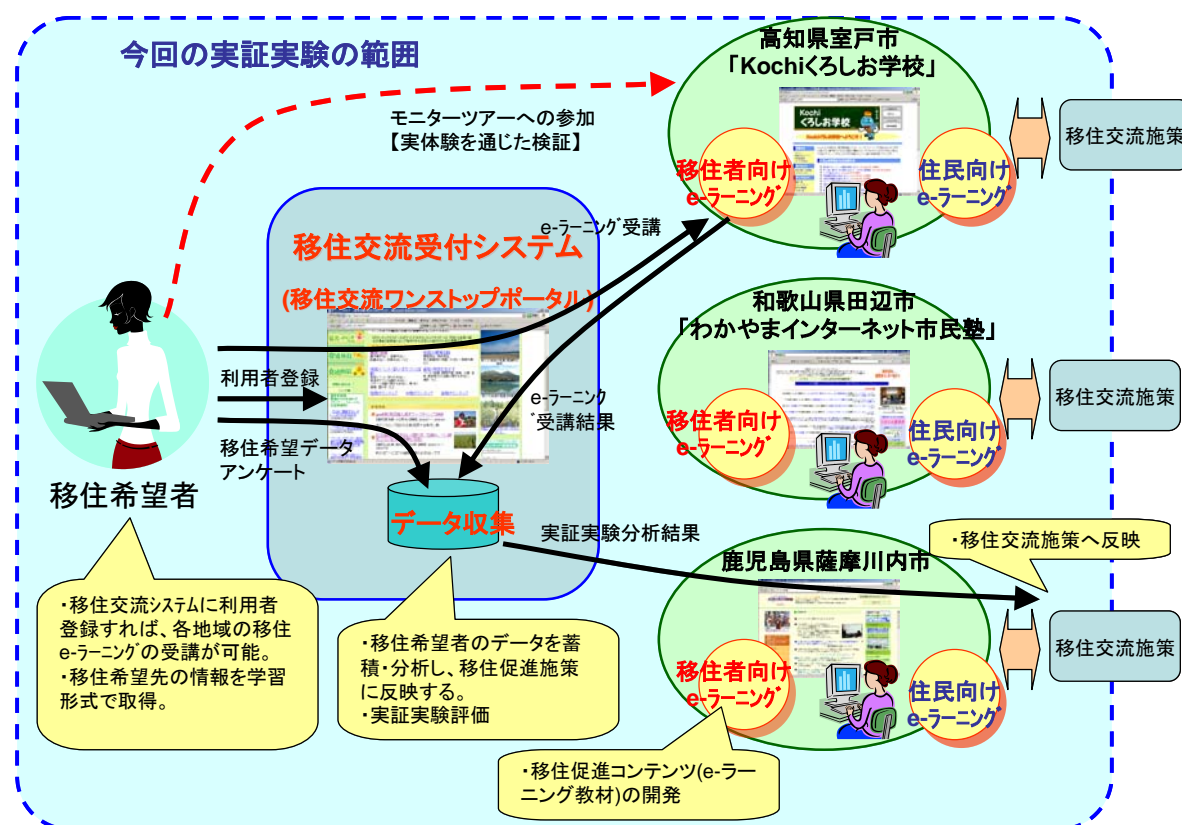 今回の実証実験の範囲
高知県室戸市
「Kochiくろしお学校」
Kochi
くろしお学校
モニターツアーへの参加
【実体験を通じた検証】
移住者向け
e-ラーニング
住民向け
e-ラーニング
移住交流施策
移住交流受付システム
(移住交流ワンストップポータル)
e-ラーニング受講
利用者登録
移住希望データ
アンケート
e-ラーニング
受講結果
移住希望者
データ収集
和歌山県田辺市
「わかやまインターネット市民塾」
移住者向け
e-ラーニング
住民向け
e-ラーニング
移住交流施策
実証実験分析結果
・移住交流施策へ反映
鹿児島県薩摩川内市
移住者向け
e-ラーニング
住民向け
e-ラーニング
移住交流施策
・移住交流システムに利用者
登録すれば、各地域の移住
e-ラーニングの受講が可能。
・移住希望先の情報を学習
形式で取得。
・移住希望者のデータを蓄
積・分析し、移住促進施策
に反映する。
・実証実験評価
・移住促進コンテンツ(e-ラー
ニング教材)の開発